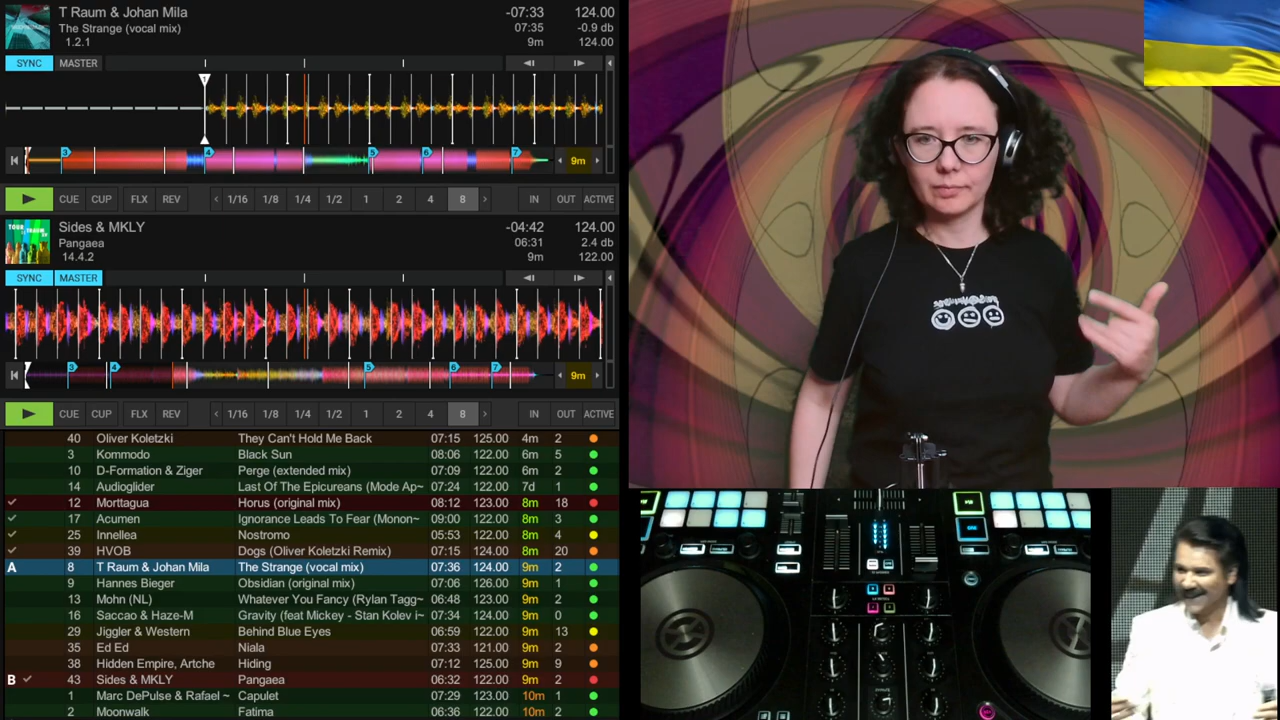 T Raum & Johan Mila -07:33 124.00
The Strange (vocal mix) 07:35 -0.9 db
1.2.1 9m 124.00
SYNC MASTER
1
3 4 5 6 7 9m
CUE CUP FLX REV < 1/16 1/8 1/4 1/2 1 2 4 8 > IN OUT ACTIVE
Sides & MKLY -04:42 124.00
Pangaea 06:31 2.4 db
14.4.2 9m 122.00
SYNC MASTER
3 4 5 6 7 9m
CUE CUP FLX REV < 1/16 1/8 1/4 1/2 1 2 4 8 > IN OUT ACTIVE
40 Oliver Koletzki They Can't Hold Me Back 07:15 125.00 4m 2
3 Kommodo Black Sun 08:06 122.00 6m 5
10 D-Formation & Ziger Perge (extended mix) 07:09 122.00 6m 2
14 Audioglider Last Of The Epicureans (Mode Ap~ 07:24 122.00 7d 1
12 Morttagua Horus (original mix) 08:12 123.00 8m 18
17 Acumen Ignorance Leads To Fear (Monon~ 09:00 122.00 8m 3
25 Innellea Nostromo 05:53 122.00 8m 4
39 HVOB Dogs (Oliver Koletzki Remix) 07:15 124.00 8m 20
A 8 T Raum & Johan Mila The Strange (vocal mix) 07:36 124.00 9m 2
9 Hannes Bieger Obsidian (original mix) 07:06 126.00 9m 1
13 Mohn (NL) Whatever You Fancy (Rylan Tagg~ 06:48 123.00 9m 2
16 Saccao & Haze-M Gravity (feat Mickey - Stan Kolev i~ 07:34 124.00 9m 0
29 Jiggler & Western Behind Blue Eyes 06:59 122.00 9m 13
35 Ed Ed Niala 07:33 121.00 9m 2
38 Hidden Empire, Artche Hiding 07:12 125.00 9m 9
B 43 Sides & MKLY Pangaea 06:32 122.00 9m 2
1 Marc DePulse & Rafael ~ Capulet 07:29 123.00 10m 1
2 Moonwalk Fatima 06:36 122.00 10m 2